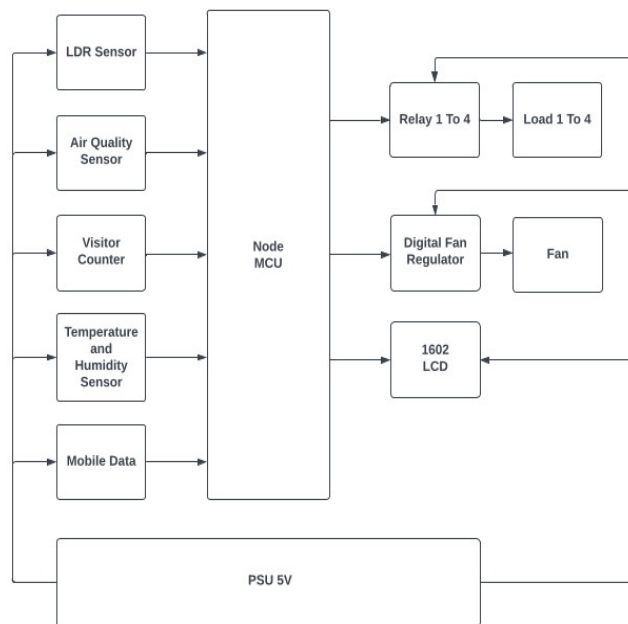 LDR Sensor
Air Quality
Sensor
Visitor
Counter
Temperature
and
Humidity
Sensor
Mobile Data
Node
MCU
Relay 1 To 4
Load 1 To 4
Digital Fan
Regulator
Fan
1602
LCD
PSU 5V